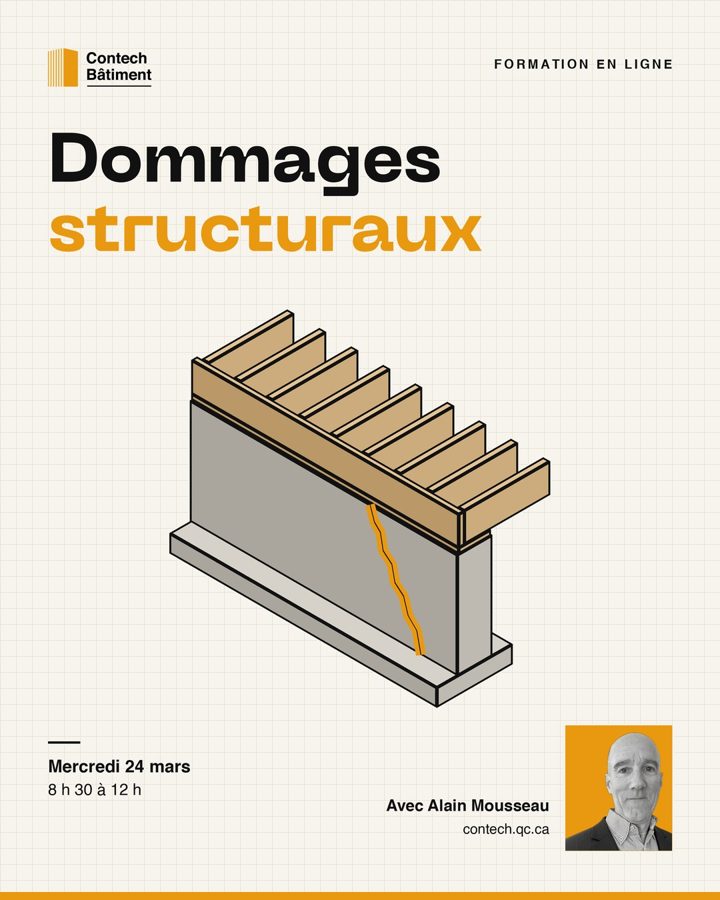 Contech
Bâtiment
FORMATION EN LIGNE
Dommages
structuraux
Mercredi 24 mars
8 h 30 à 12 h
Avec Alain Mousseau
contech.qc.ca